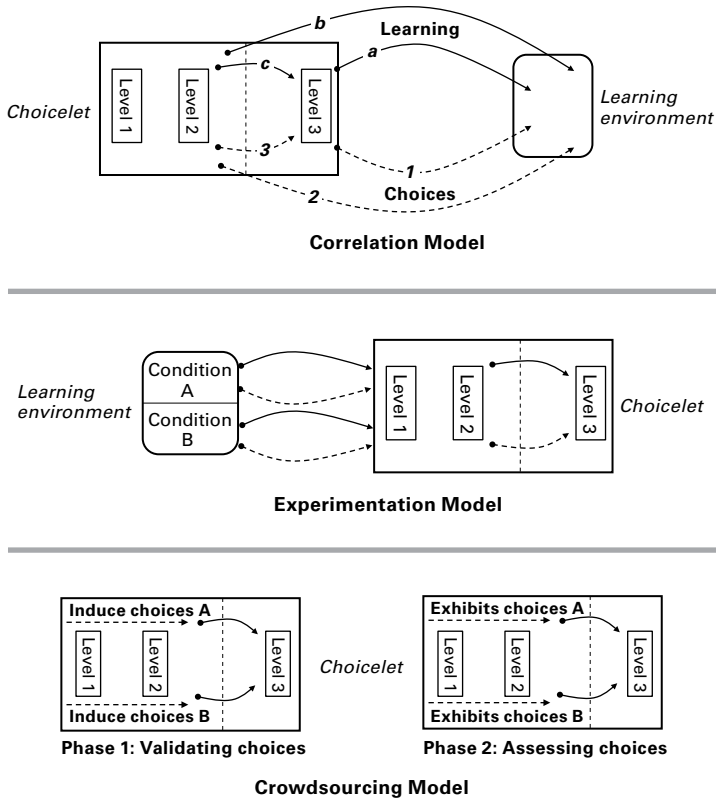 b
Learning
a
c
Choicelet
Level 1
Level 2
Level 3
Learning
environment
3
1
2
Choices
Correlation Model
Learning
environment
Condition
A
Condition
B
Level 1
Level 2
Level 3
Choicelet
Experimentation Model
Induce choices A
Level 1
Level 2
Level 3
Induce choices B
Phase 1: Validating choices
Choicelet
Exhibits choices A
Level 1
Level 2
Level 3
Exhibits choices B
Phase 2: Assessing choices
Crowdsourcing Model